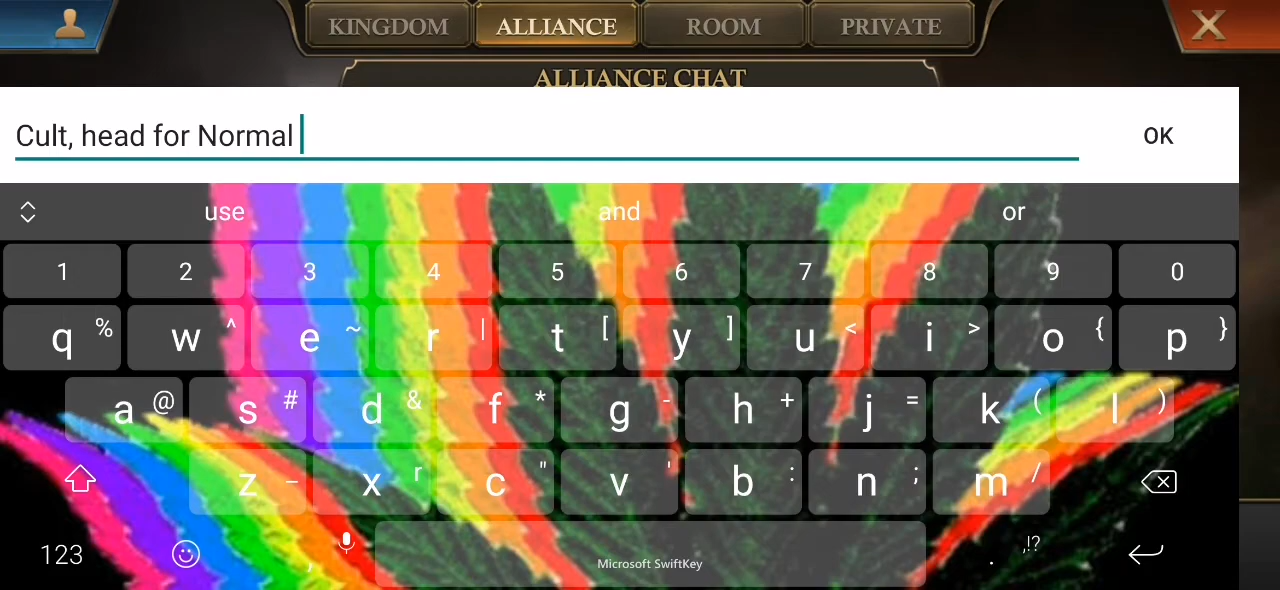 KINGDOM ALLIANCE ROOM PRIVATE X
ALLIANCE CHAT
Cult, head for Normal
OK
use and or
1 2 3 4 5 6 7 8 9 0
q % w ^ e ~ r | t [ y ] u < i > o { p }
a @ s # d & f * g - h + j = k ( l )
z _ x r c " v ' b : n ; m /
123 , Microsoft SwiftKey . ,!?